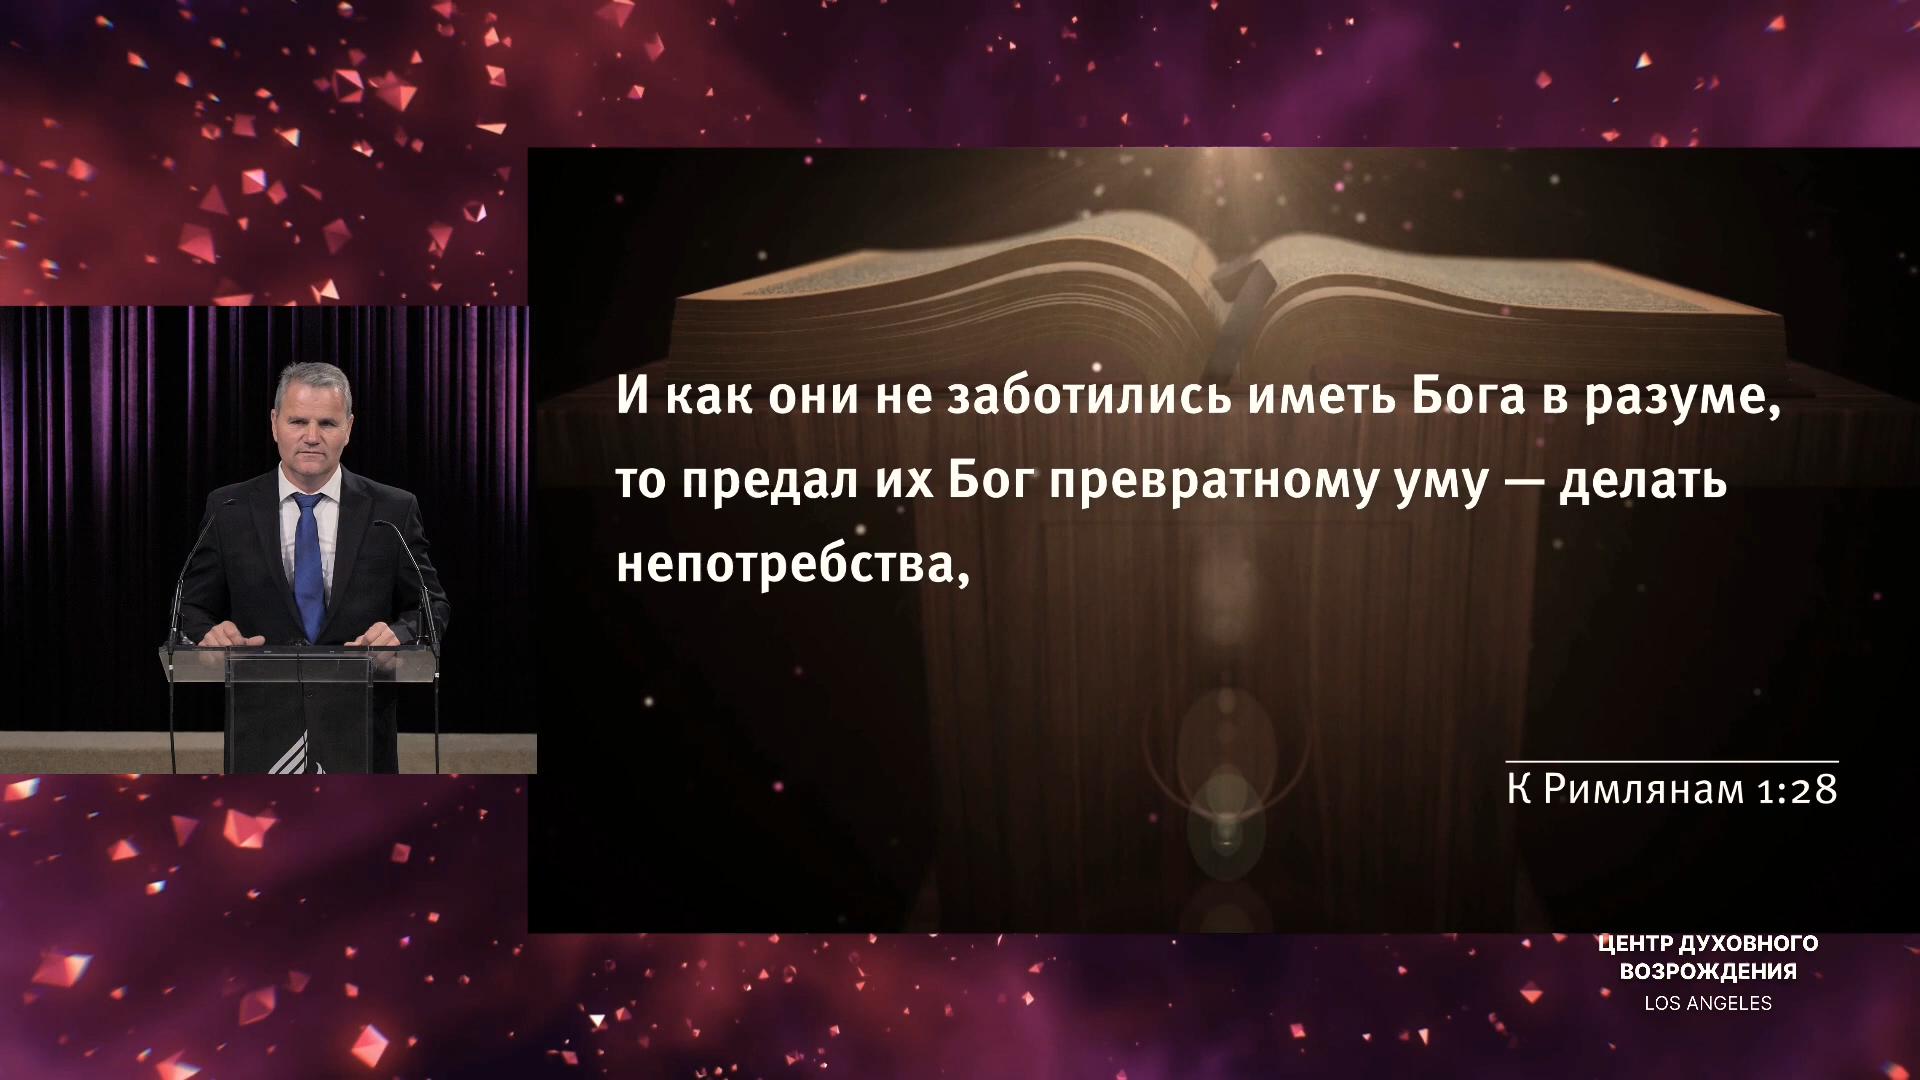 И как они не заботились иметь Бога в разуме,
то предал их Бог превратному уму — делать
непотребства,
К Римлянам 1:28
ЦЕНТР ДУХОВНОГО
ВОЗРОЖДЕНИЯ
LOS ANGELES